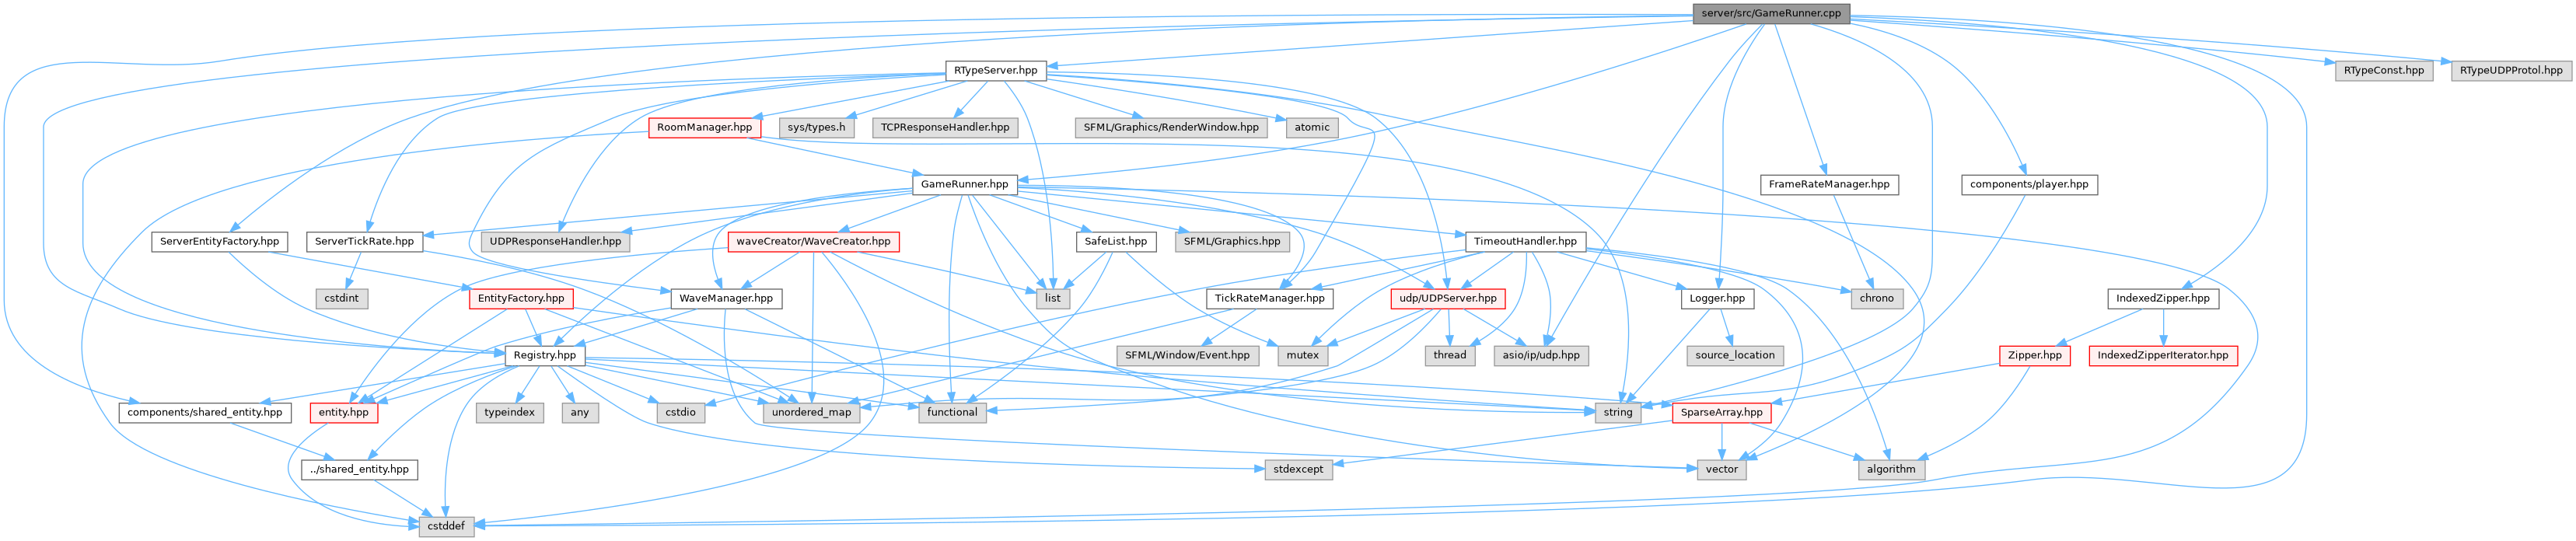 server/src/GameRunner.cpp
RTypeServer.hpp
RTypeConst.hpp
RTypeUDPProtol.hpp
RoomManager.hpp
sys/types.h
TCPResponseHandler.hpp
SFML/Graphics/RenderWindow.hpp
atomic
GameRunner.hpp
FrameRateManager.hpp
components/player.hpp
ServerEntityFactory.hpp
ServerTickRate.hpp
UDPResponseHandler.hpp
waveCreator/WaveCreator.hpp
SafeList.hpp
SFML/Graphics.hpp
TimeoutHandler.hpp
cstdint
EntityFactory.hpp
WaveManager.hpp
list
TickRateManager.hpp
udp/UDPServer.hpp
Logger.hpp
chrono
IndexedZipper.hpp
Registry.hpp
SFML/Window/Event.hpp
mutex
thread
asio/ip/udp.hpp
source_location
Zipper.hpp
IndexedZipperIterator.hpp
components/shared_entity.hpp
entity.hpp
typeindex
any
cstdio
unordered_map
functional
string
SparseArray.hpp
../shared_entity.hpp
stdexcept
vector
algorithm
cstddef